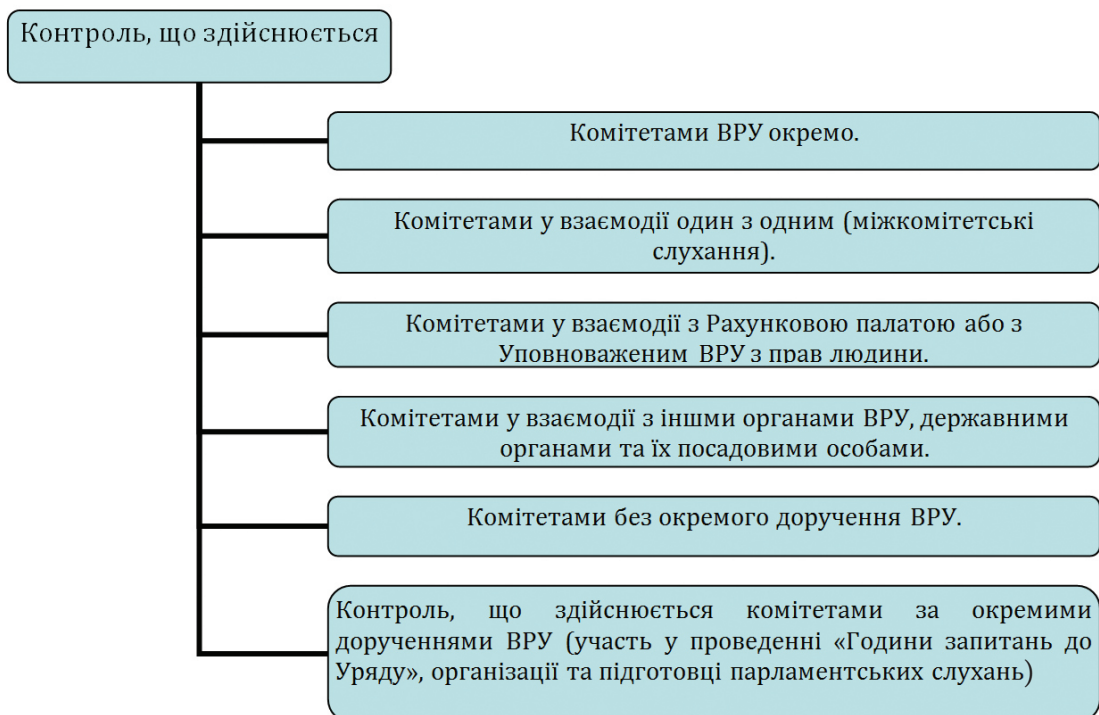 Контроль, що здійснюється
Комітетами ВРУ окремо.
Комітетами у взаємодії один з одним (міжкомітетські
слухання).
Комітетами у взаємодії з Рахунковою палатою або з
Уповноваженим ВРУ з прав людини.
Комітетами у взаємодії з іншми органами ВРУ, державними
органами та їх посадовими особами.
Комітетами без окремого доручення ВРУ.
Контроль, що здійснюється комітетами за окремими
дорученнями ВРУ (участь у проведенні «Години запитань до
Уряду», організації та підготовці парламентських слухань)